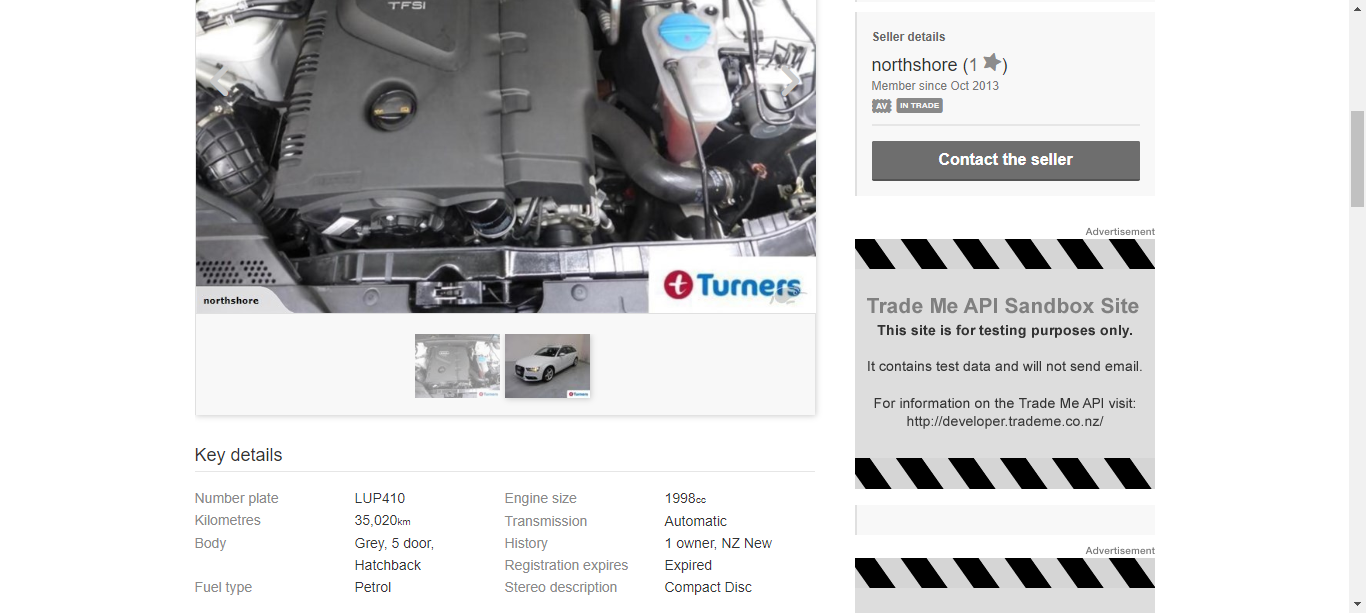 TFSI
northshore
Turners
Turners
Turners
Key details
Number plate LUP410
Kilometres 35,020km
Body Grey, 5 door,
Hatchback
Fuel type Petrol
Engine size 1998cc
Transmission Automatic
History 1 owner, NZ New
Registration expires Expired
Stereo description Compact Disc
Seller details
northshore (1 ★)
Member since Oct 2013
AV IN TRADE
Contact the seller
Advertisement
Trade Me API Sandbox Site
This site is for testing purposes only.
It contains test data and will not send email.
For information on the Trade Me API visit:
http://developer.trademe.co.nz/
Advertisement